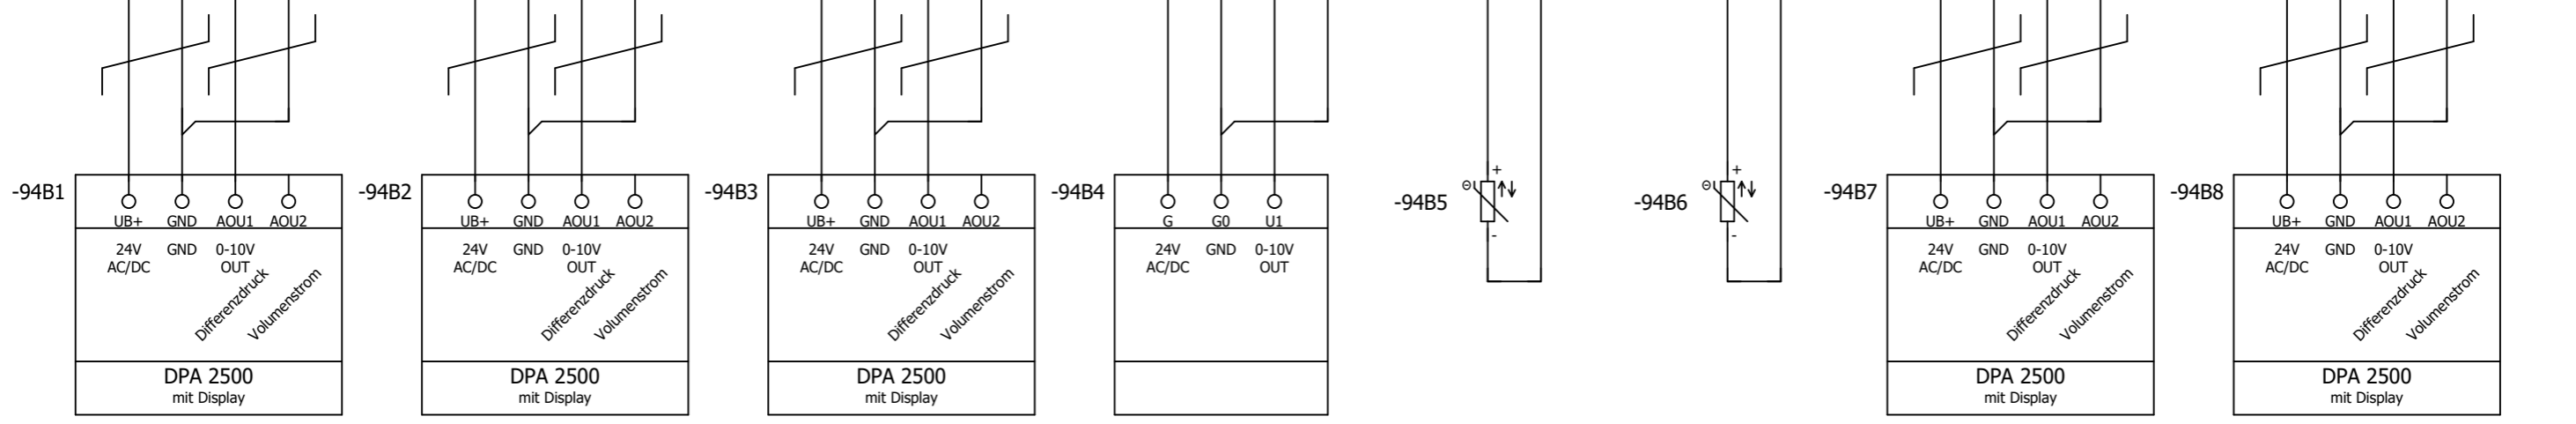 -94B1
UB+ GND AOU1 AOU2
24V AC/DC
GND
0-10V OUT
Differenzdruck
Volumenstrom
DPA 2500
mit Display
-94B2
UB+ GND AOU1 AOU2
24V AC/DC
GND
0-10V OUT
Differenzdruck
Volumenstrom
DPA 2500
mit Display
-94B3
UB+ GND AOU1 AOU2
24V AC/DC
GND
0-10V OUT
Differenzdruck
Volumenstrom
DPA 2500
mit Display
-94B4
G G0 U1
24V AC/DC
GND
0-10V OUT
-94B5
+
Θ
-
-94B6
+
Θ
-
-94B7
UB+ GND AOU1 AOU2
24V AC/DC
GND
0-10V OUT
Differenzdruck
Volumenstrom
DPA 2500
mit Display
-94B8
UB+ GND AOU1 AOU2
24V AC/DC
GND
0-10V OUT
Differenzdruck
Volumenstrom
DPA 2500
mit Display